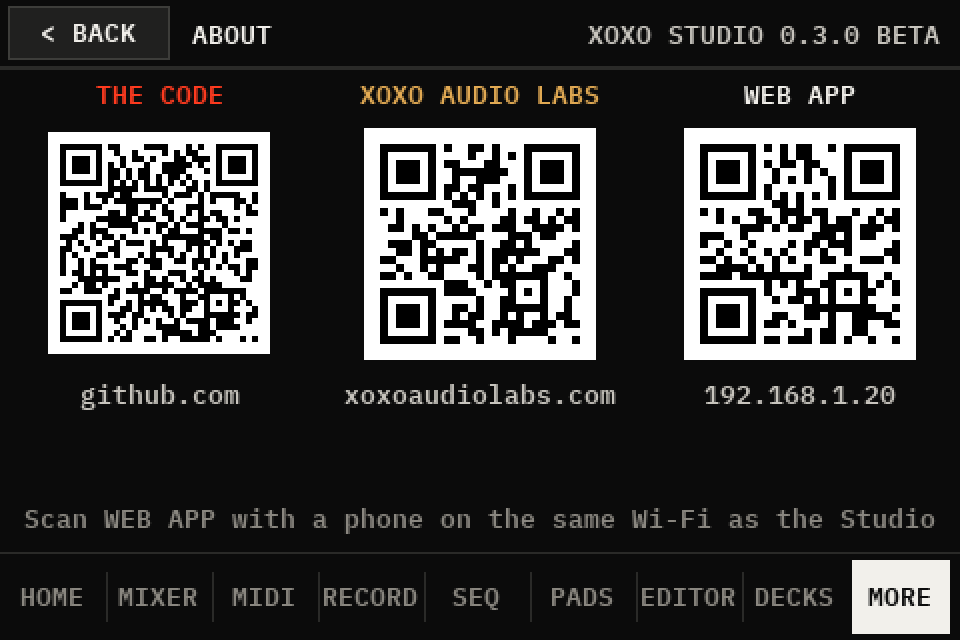 < BACK ABOUT XOXO STUDIO 0.3.0 BETA
THE CODE XOXO AUDIO LABS WEB APP
github.com xoxoaudiolabs.com 192.168.1.20
Scan WEB APP with a phone on the same Wi-Fi as the Studio
HOME MIXER MIDI RECORD SEQ PADS EDITOR DECKS MORE